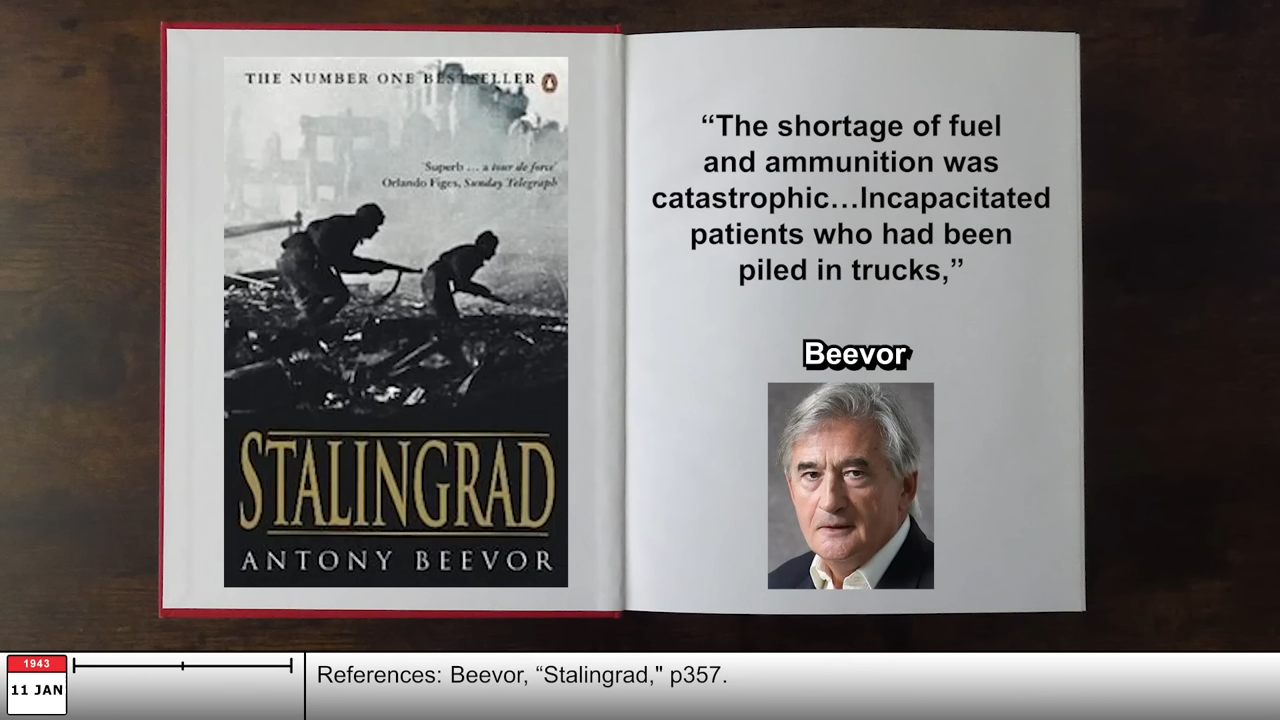 THE NUMBER ONE BESTSELLER
'Superb ... a tour de force'
Orlando Figes, Sunday Telegraph
STALINGRAD
ANTONY BEEVOR
“The shortage of fuel
and ammunition was
catastrophic…Incapacitated
patients who had been
piled in trucks,”
Beevor
1943
11 JAN
References: Beevor, “Stalingrad," p357.